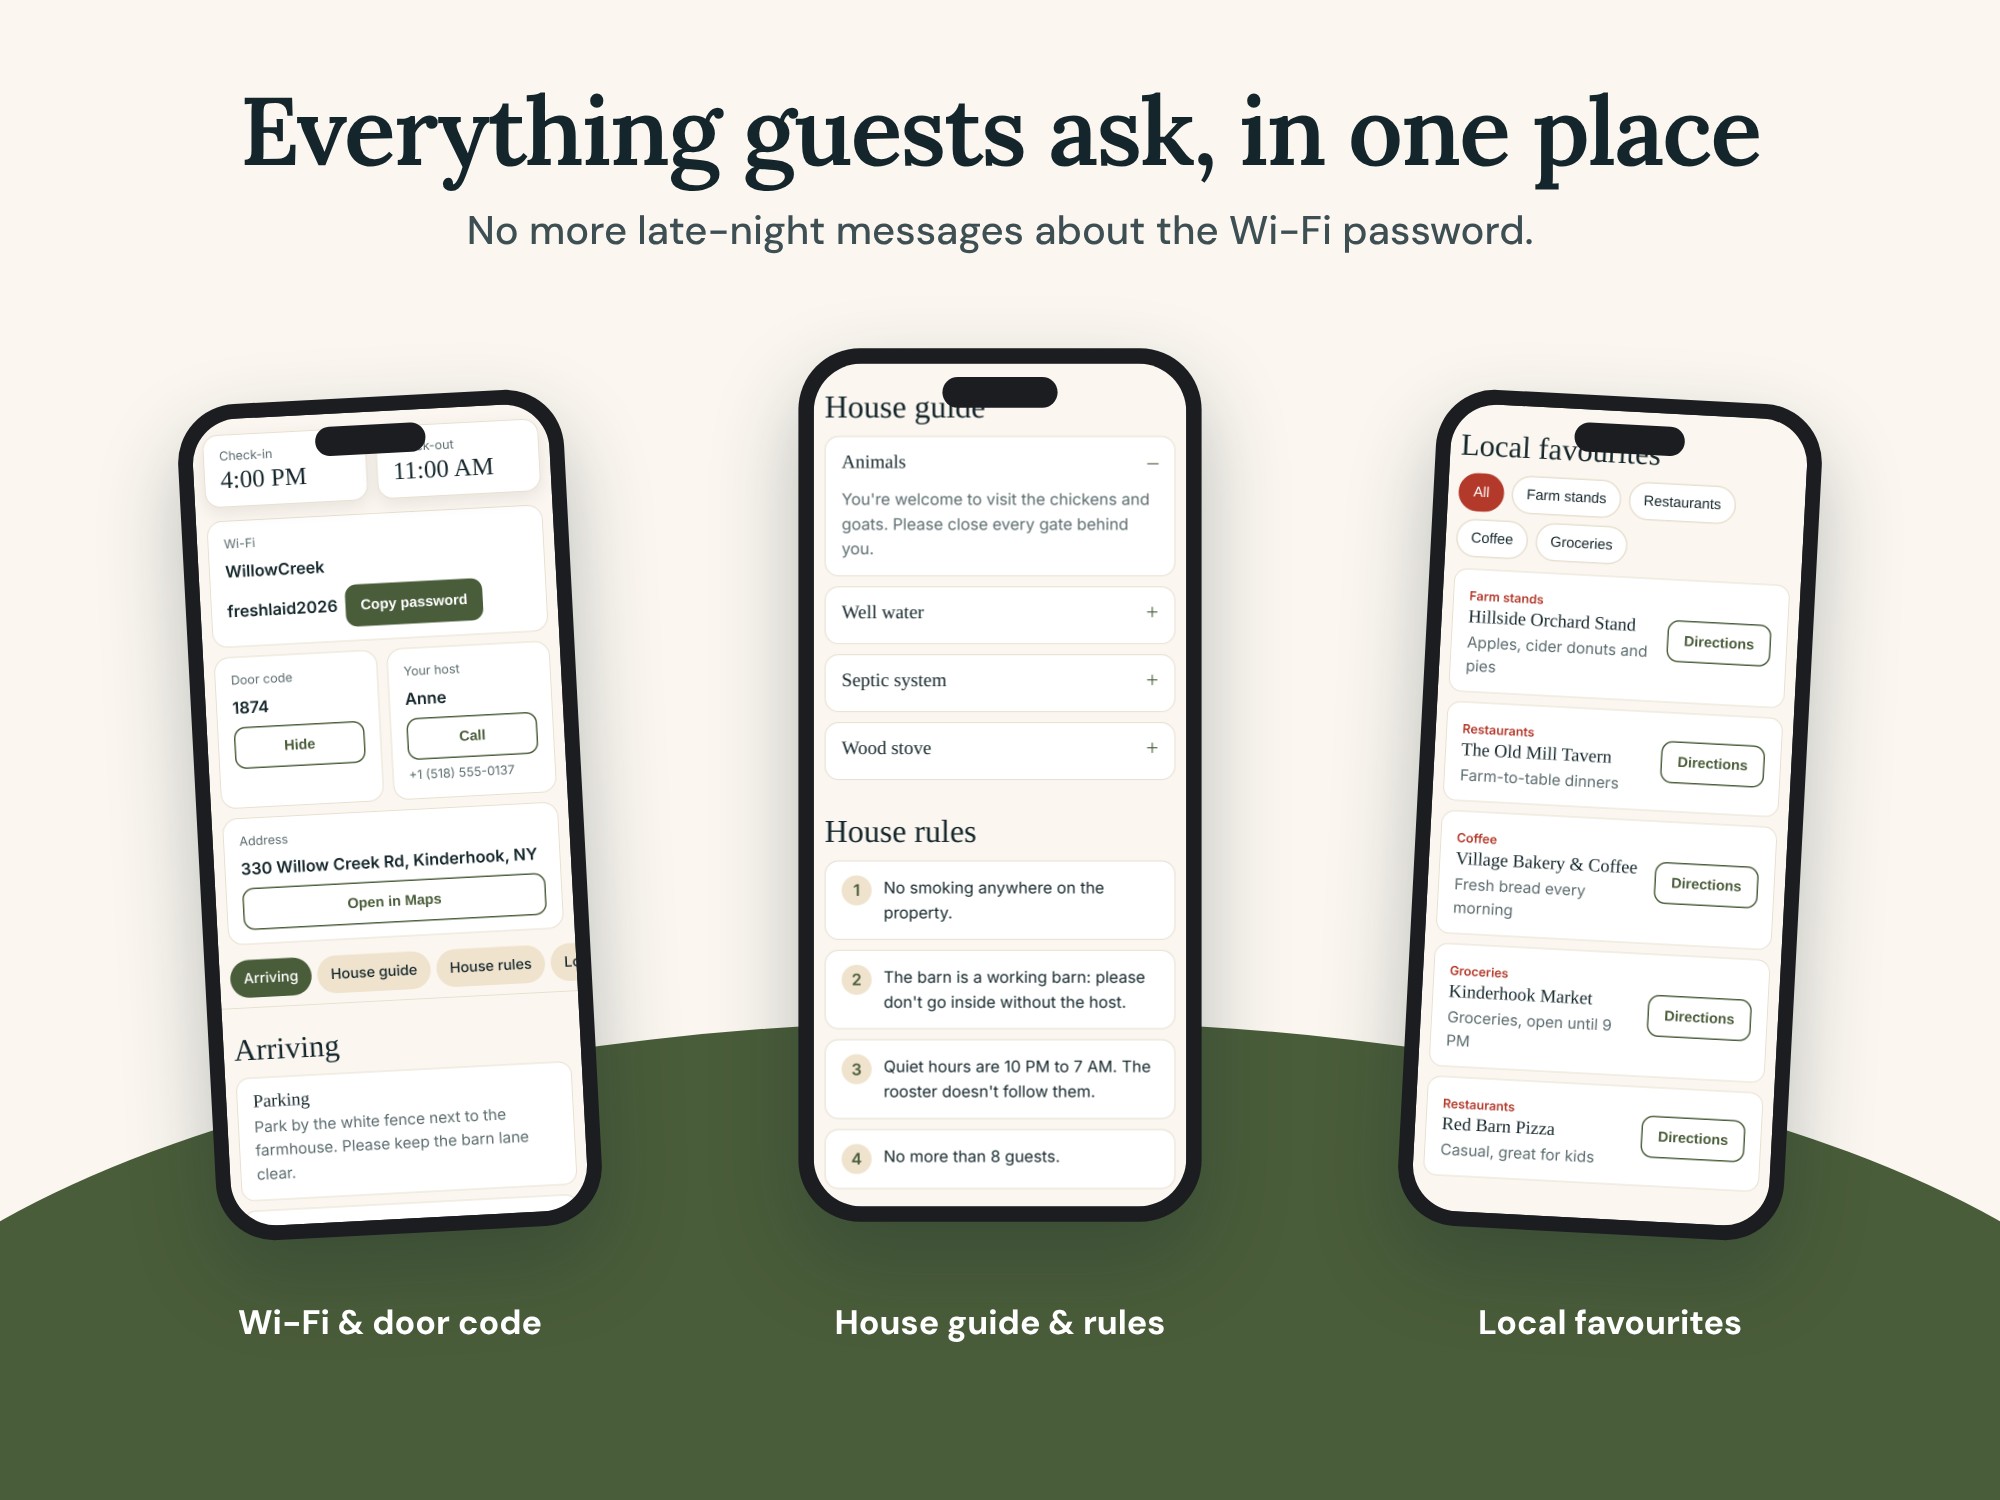 Everything guests ask, in one place
No more late-night messages about the Wi-Fi password.
Check-in
4:00 PM
k-out
11:00 AM
Wi-Fi
WillowCreek
freshlaid2026
Copy password
Door code
1874
Hide
Your host
Anne
Call
+1 (518) 555-0137
Address
330 Willow Creek Rd, Kinderhook, NY
Open in Maps
Arriving
House guide
House rules
Lo
Arriving
Parking
Park by the white fence next to the
farmhouse. Please keep the barn lane
clear.
Wi-Fi & door code
House guide
Animals –
You're welcome to visit the chickens and
goats. Please close every gate behind
you.
Well water +
Septic system +
Wood stove +
House rules
1 No smoking anywhere on the
property.
2 The barn is a working barn: please
don't go inside without the host.
3 Quiet hours are 10 PM to 7 AM. The
rooster doesn't follow them.
4 No more than 8 guests.
House guide & rules
Local favourites
All
Farm stands
Restaurants
Coffee
Groceries
Farm stands
Hillside Orchard Stand
Apples, cider donuts and
pies
Directions
Restaurants
The Old Mill Tavern
Farm-to-table dinners
Directions
Coffee
Village Bakery & Coffee
Fresh bread every
morning
Directions
Groceries
Kinderhook Market
Groceries, open until 9
PM
Directions
Restaurants
Red Barn Pizza
Casual, great for kids
Directions
Local favourites